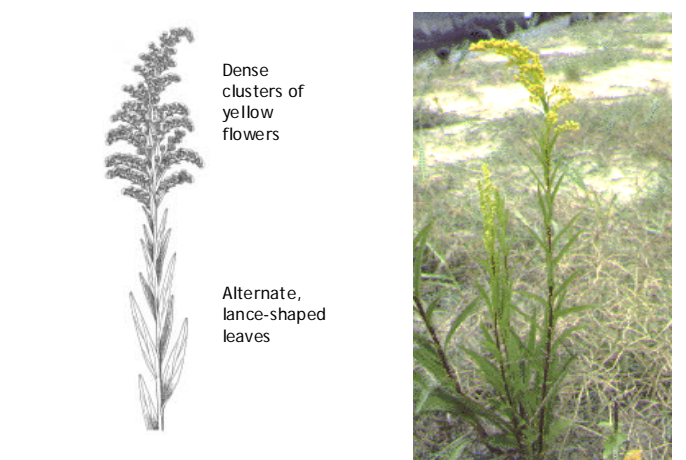 Dense
clusters of
yellow
flowers
Alternate,
lance-shaped
leaves